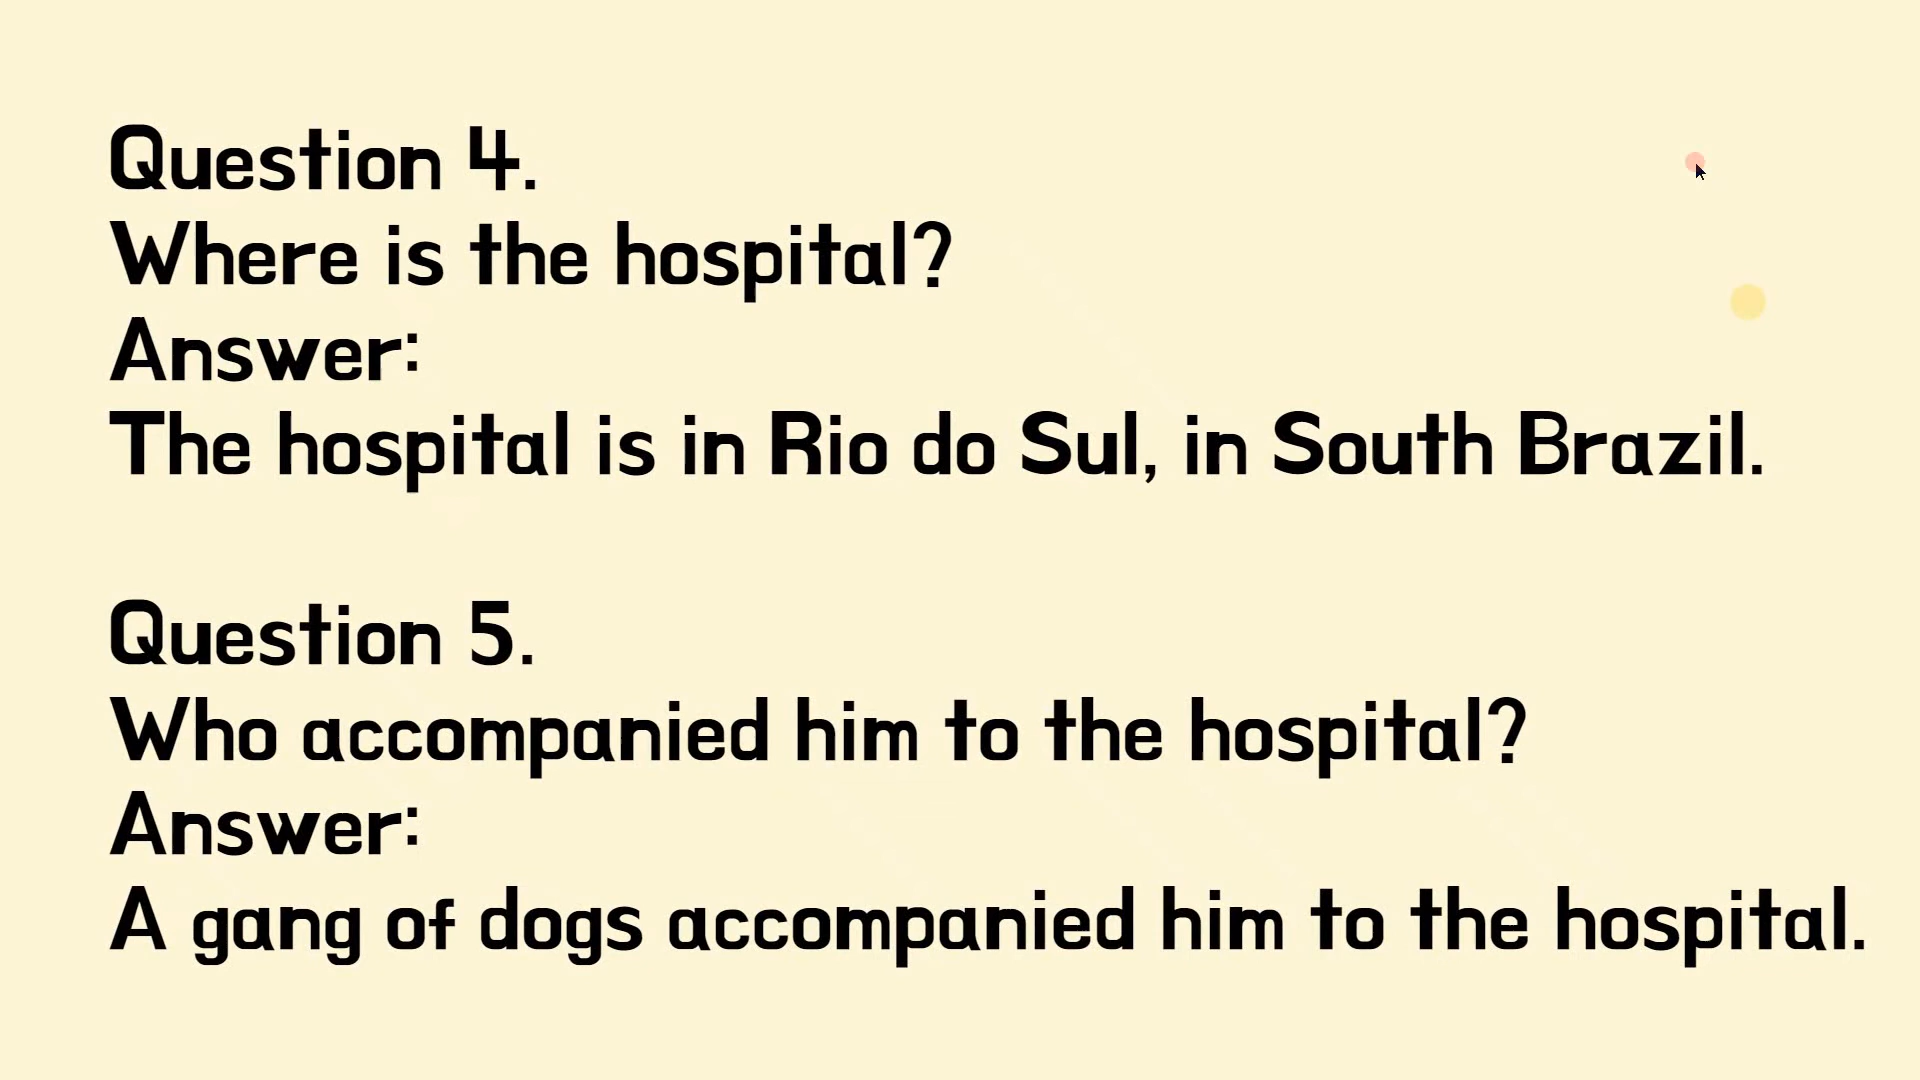 Question 4.
Where is the hospital?
Answer:
The hospital is in Rio do Sul, in South Brazil.
Question 5.
Who accompanied him to the hospital?
Answer:
A gang of dogs accompanied him to the hospital.